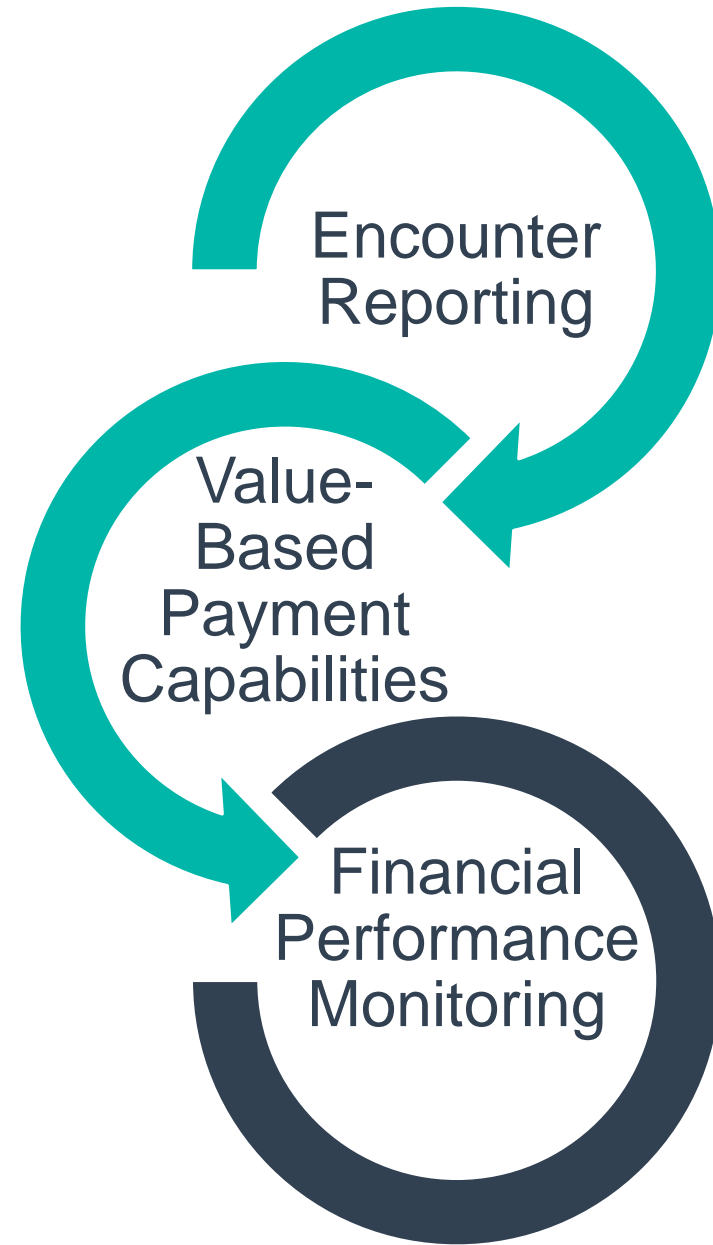 Encounter
Reporting
Value-
Based
Payment
Capabilities
Financial
Performance
Monitoring